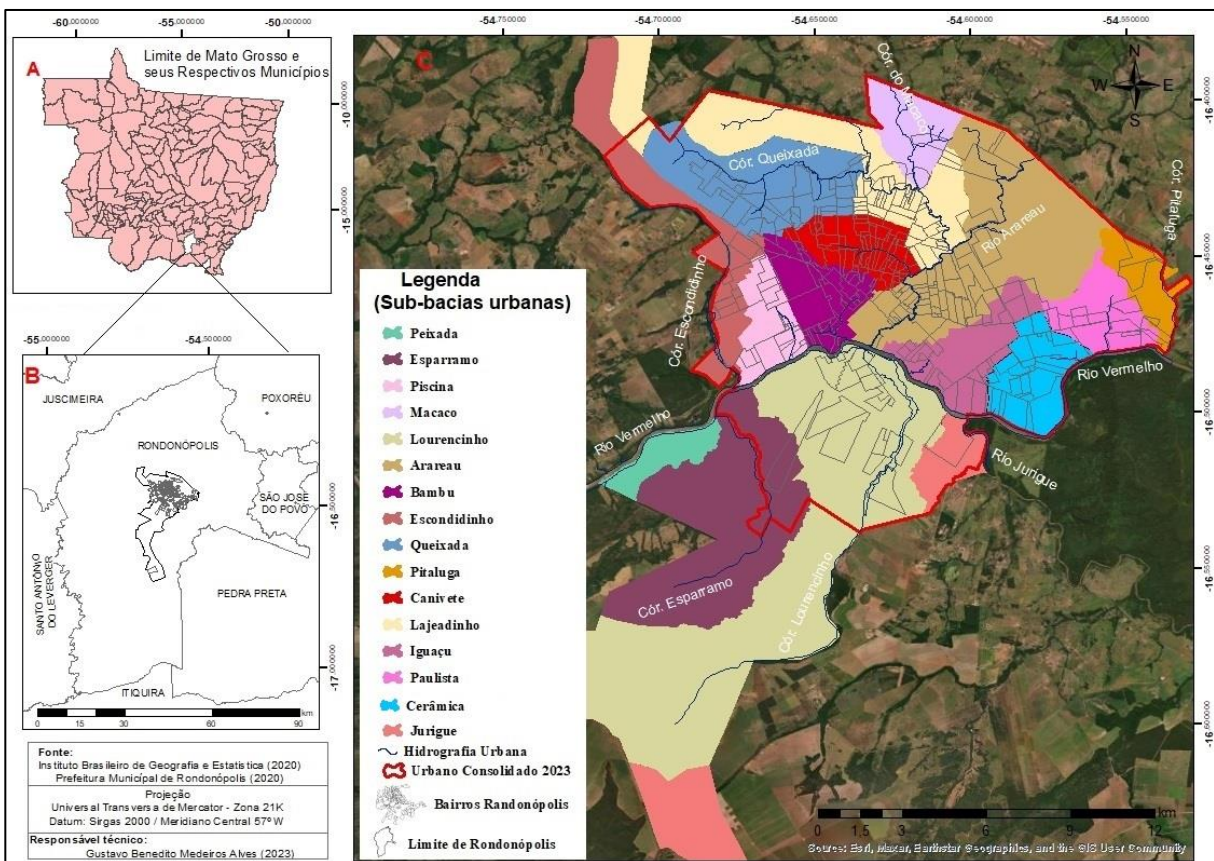 -60.000000
-55.000000
-50.000000
A
Limite de Mato Grosso e
seus Respectivos Municípios
-10.000000
-15.000000
-55.000000
-54.500000
B
JUSCIMEIRA
POXORÉU
RONDONÓPOLIS
SÃO JOSÉ
DO POVO
SANTO ANTÔNIO
DO LEVERGER
PEDRA PRETA
ITIQUIRA
-16.500000
-17.000000
0 15 30 60 90
km
Fonte:
Instituto Brasileiro de Geografia e Estatistica (2020)
Prefeitura Municípal de Rondonópolis (2020)
Projeção
Universal Transversa de Mercator - Zona 21K
Datum: Sirgas 2000 / Meridiano Central 57º W
Responsável técnico:
Gustavo Benedito Medeiros Alves (2023)
-54.750000
-54.700000
-54.650000
-54.600000
-54.550000
C
N
W E
S
Cór. do Macaco
Cór. Queixada
Rio Arareau
Cór. Pitaluga
Cór. Escondidinho
Rio Vermelho
Rio Vermelho
Rio Jurigue
Cór. Esparramo
Cór. Lourencinho
-16.400000
-16.450000
-16.500000
-16.550000
-16.600000
Legenda
(Sub-bacias urbanas)
Peixada
Esparramo
Piscina
Macaco
Lourencinho
Arareau
Bambu
Escondidinho
Queixada
Pitaluga
Canivete
Lajeadinho
Iguaçu
Paulista
Cerâmica
Jurigue
Hidrografia Urbana
Urbano Consolidado 2023
Bairros Randonópolis
Limite de Rondonópolis
km
0 1.5 3 6 9 12
Source: Esri, Maxar, Earthstar Geographics, and the GIS User Community